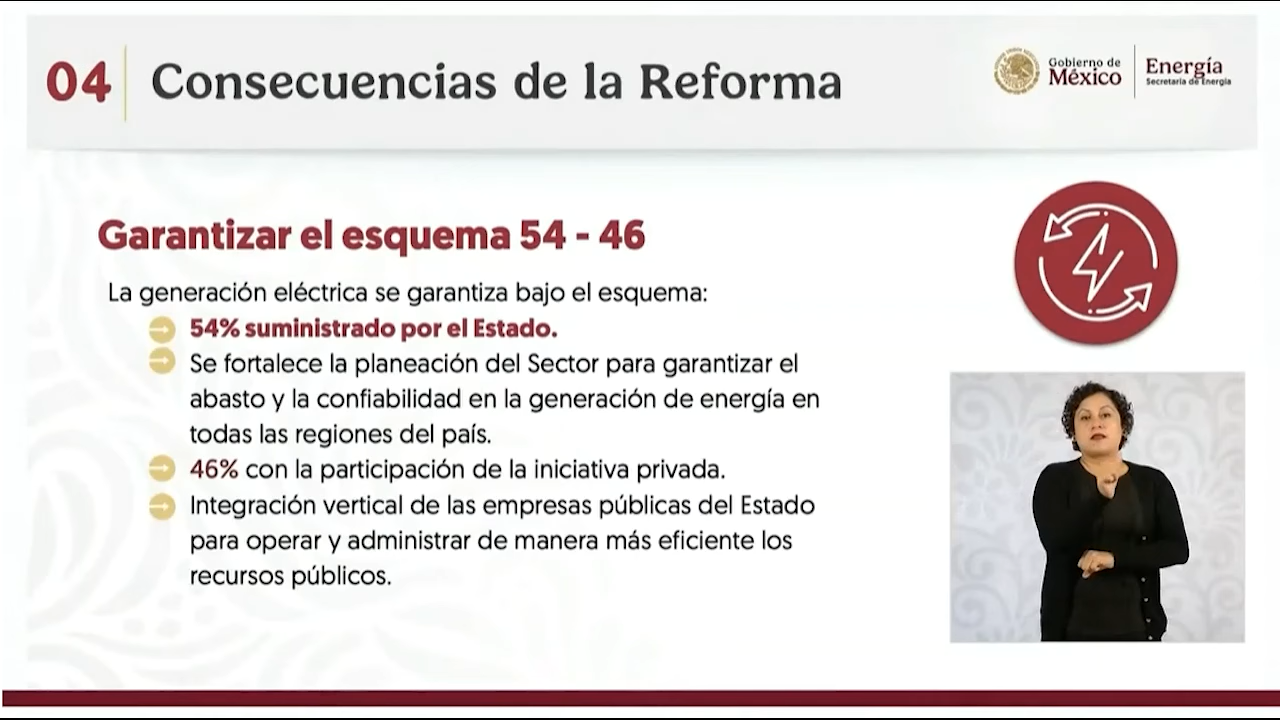 04 Consecuencias de la Reforma
Gobierno de
México
Energía
Secretaría de Energía
Garantizar el esquema 54 - 46
La generación eléctrica se garantiza bajo el esquema:
54% suministrado por el Estado.
Se fortalece la planeación del Sector para garantizar el
abasto y la confiabilidad en la generación de energía en
todas las regiones del país.
46% con la participación de la iniciativa privada.
Integración vertical de las empresas públicas del Estado
para operar y administrar de manera más eficiente los
recursos públicos.